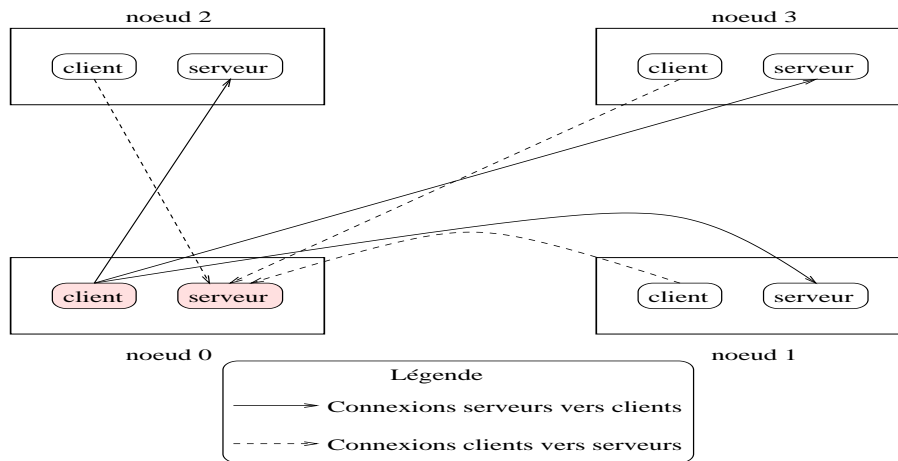 noeud 2
noeud 3
client
serveur
client
serveur
client
serveur
client
serveur
noeud 0
noeud 1
Légende
Connexions serveurs vers clients
Connexions clients vers serveurs